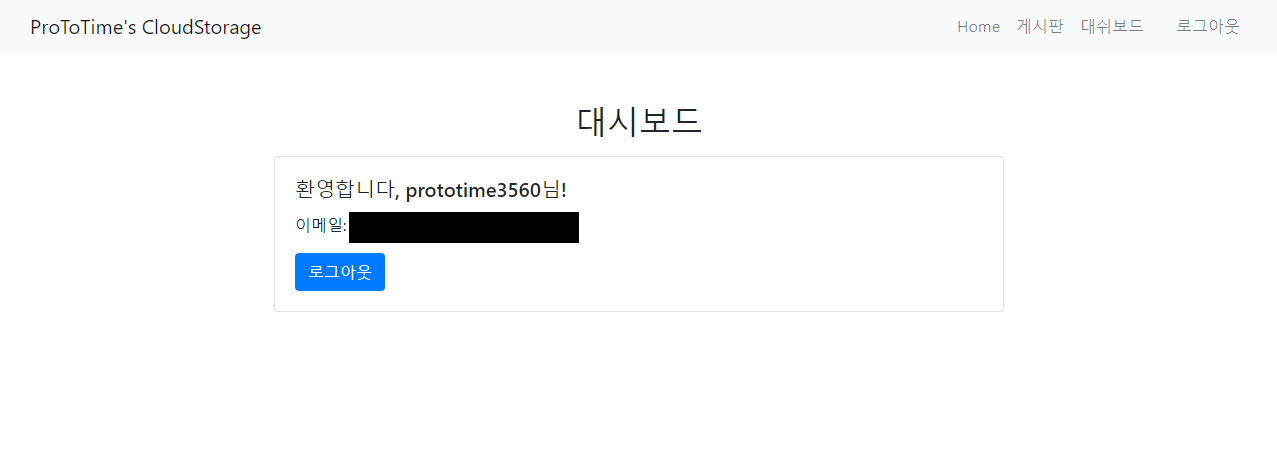 ProToTime's CloudStorage Home 게시판 대쉬보드 로그아웃
대시보드
환영합니다, prototime3560님!
이메일:
로그아웃